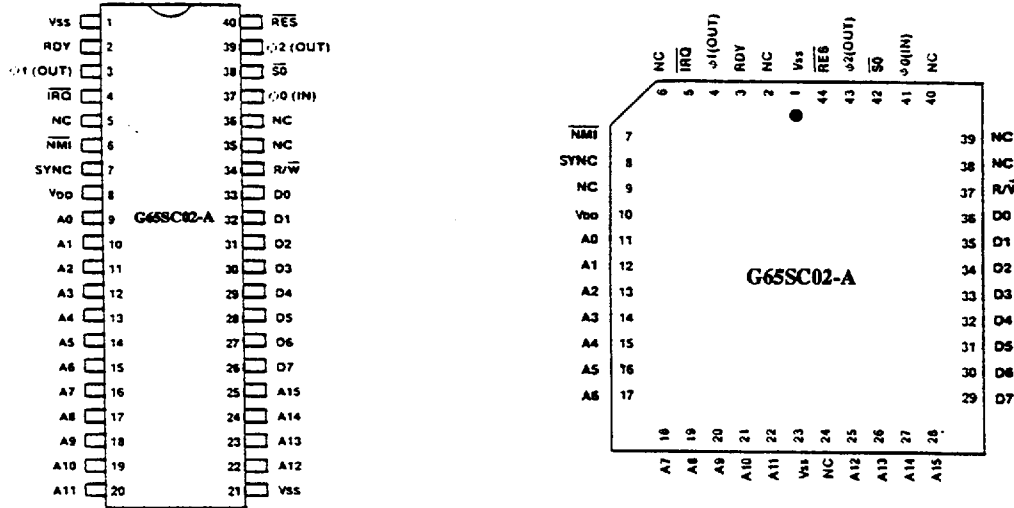 Vss 1 40 RES
RDY 2 39 ϕ2 (OUT)
ϕ1 (OUT) 3 38 S0
IRQ 4 37 ϕ0 (IN)
NC 5 36 NC
NMI 6 35 NC
SYNC 7 34 R/W
VDD 8 33 D0
A0 9 G65SC02-A 32 D1
A1 10 31 D2
A2 11 30 D3
A3 12 29 D4
A4 13 28 D5
A5 14 27 D6
A6 15 26 D7
A7 16 25 A15
A8 17 24 A14
A9 18 23 A13
A10 19 22 A12
A11 20 21 Vss
NC IRQ ϕ1(OUT) RDY NC Vss RES ϕ2(OUT) S0 ϕ0(IN) NC
6 5 4 3 2 1 44 43 42 41 40
NMI 7 39 NC
SYNC 8 38 NC
NC 9 37 R/W
VDD 10 36 D0
A0 11 35 D1
A1 12 34 D2
G65SC02-A
A2 13 33 D3
A3 14 32 D4
A4 15 31 D5
A5 16 30 D6
A6 17 29 D7
18 19 20 21 22 23 24 25 26 27 28
A7 A8 A9 A10 A11 Vss NC A12 A13 A14 A15